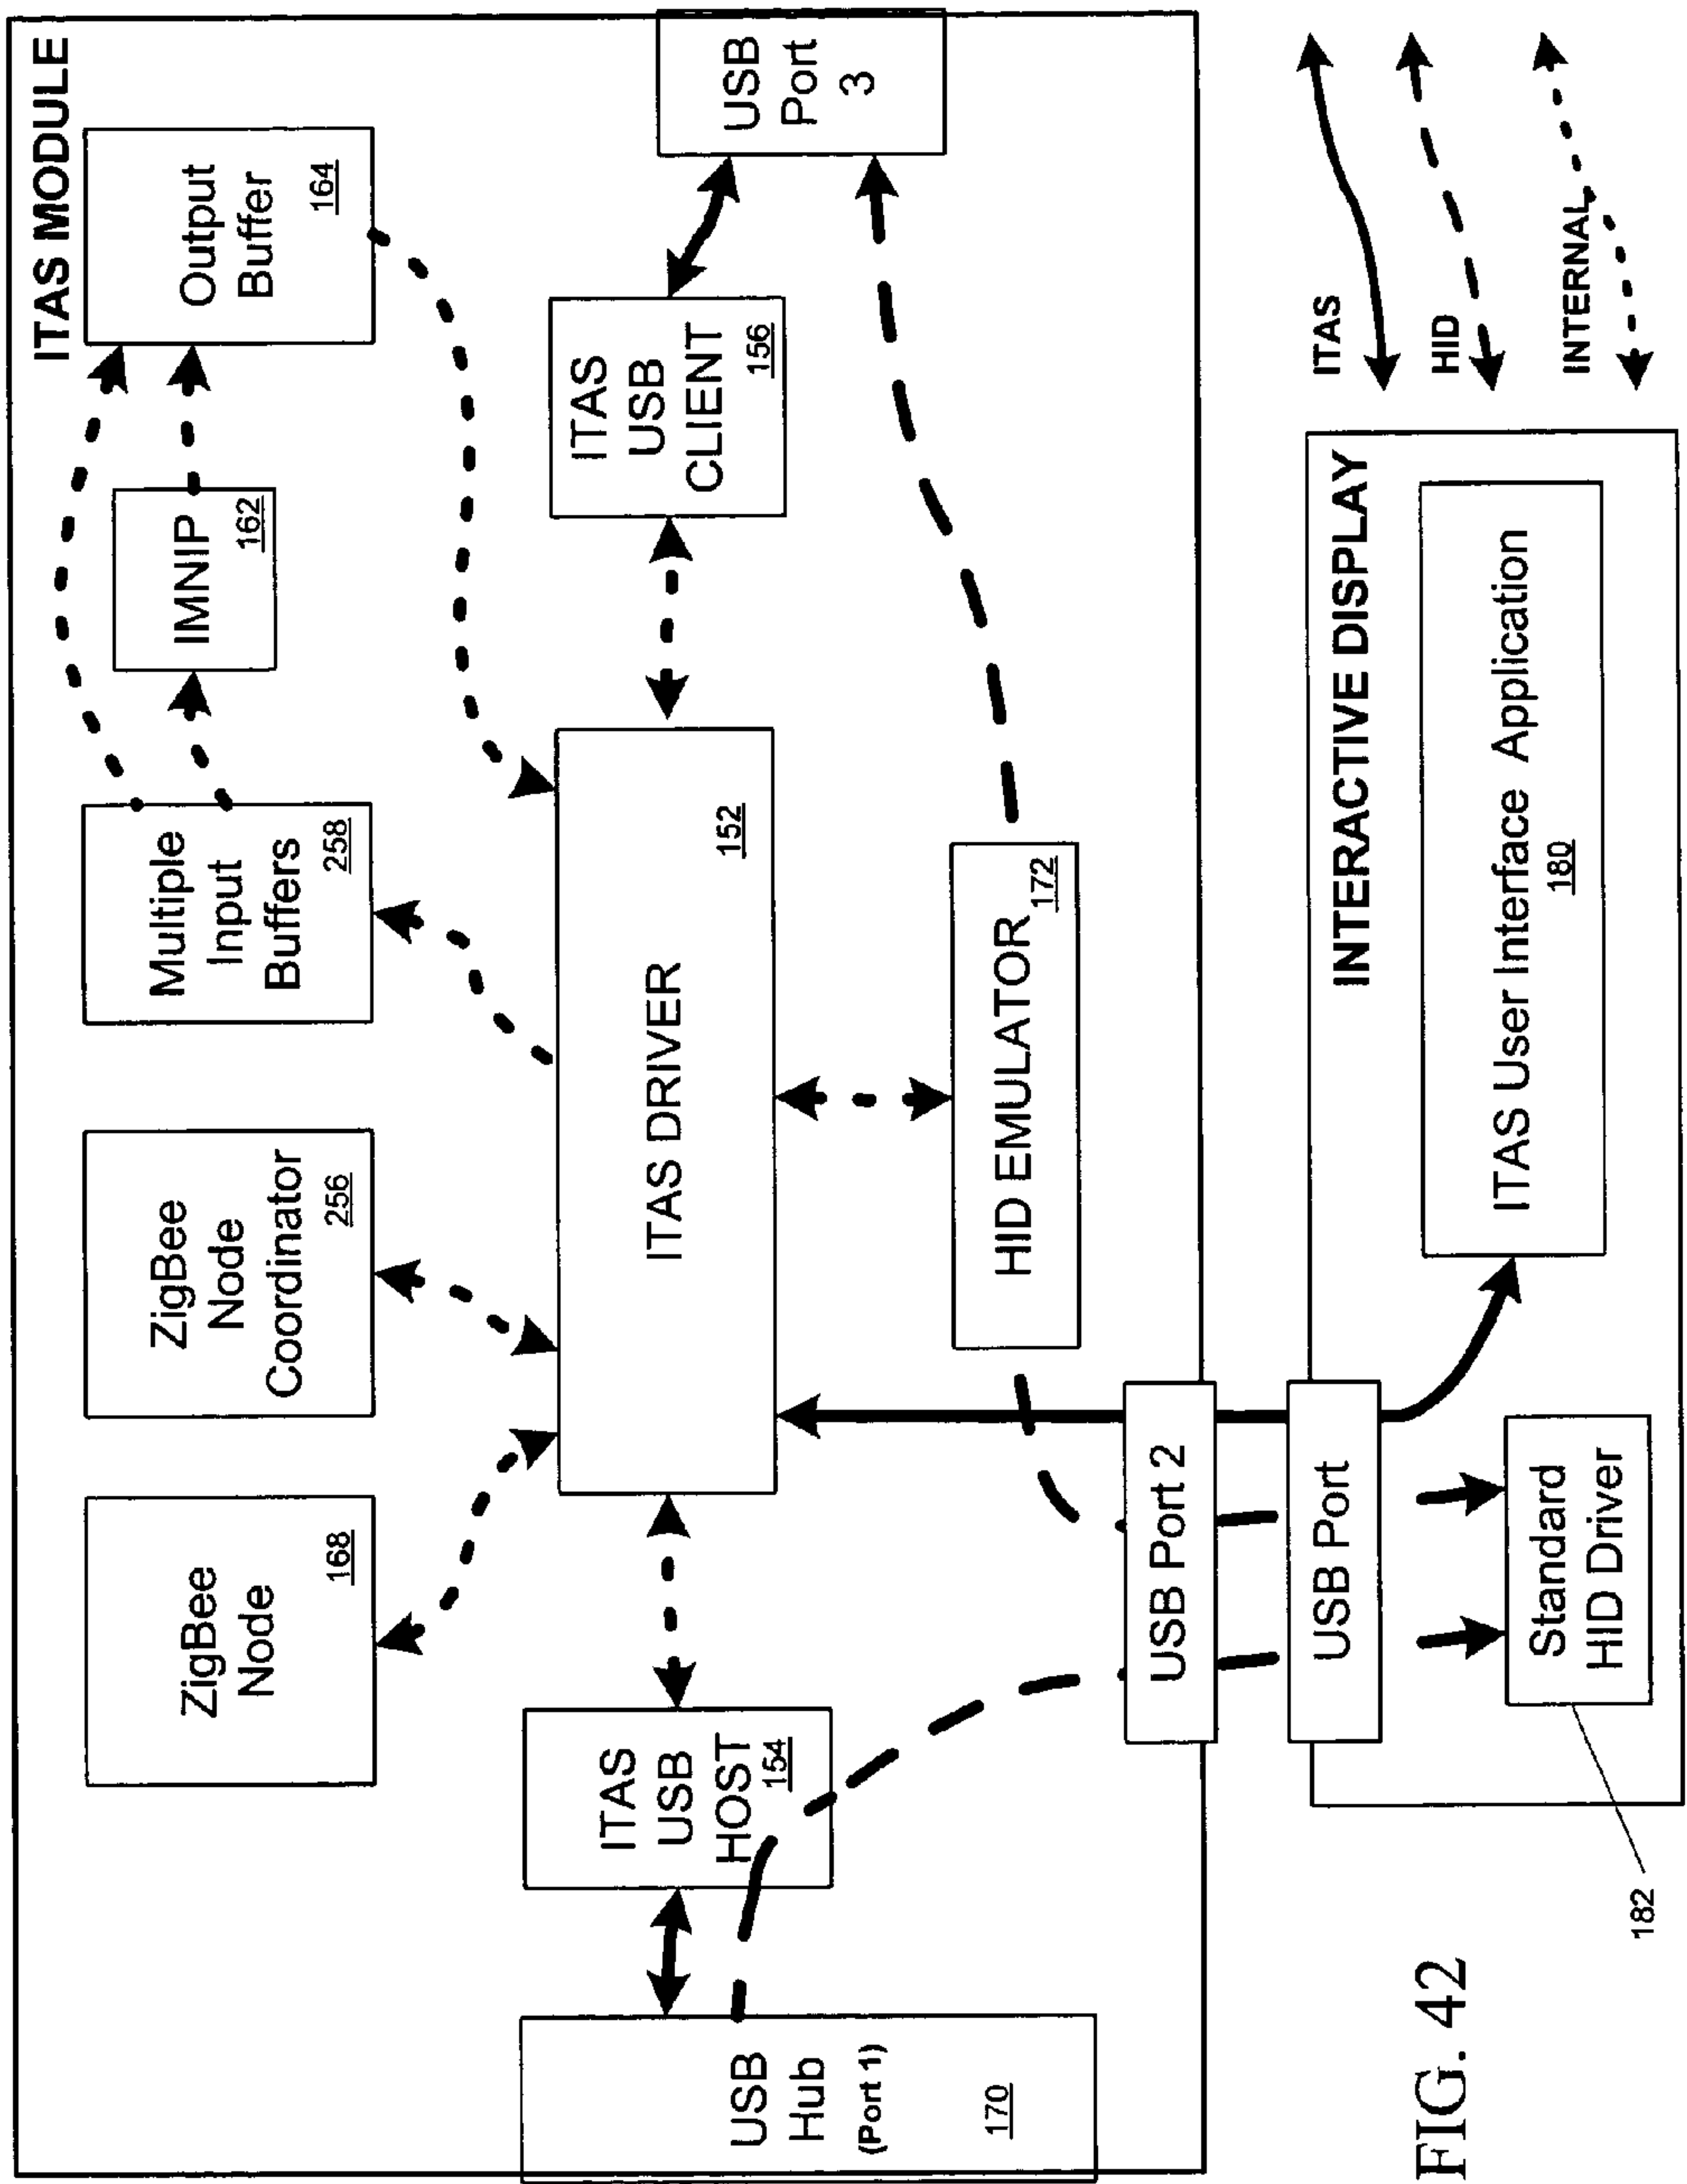 ITAS MODULE
ZigBee
Node
168
ZigBee
Node
Coordinator
256
Multiple
Input
Buffers
258
IMNIP
162
Output
Buffer
164
USB
Hub
(Port 1)
170
ITAS
USB
HOST
154
ITAS DRIVER
152
ITAS
USB
CLIENT
156
USB
Port
3
HID EMULATOR
172
USB Port 2
USB Port
INTERACTIVE DISPLAY
Standard
HID Driver
182
ITAS User Interface Application
180
ITAS
HID
INTERNAL
FIG. 42